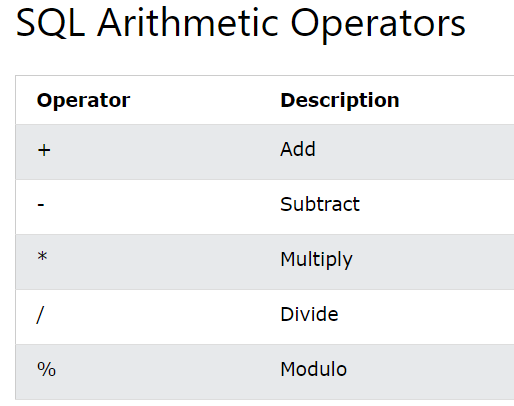 SQL Arithmetic Operators
Operator Description
+ Add
- Subtract
* Multiply
/ Divide
% Modulo